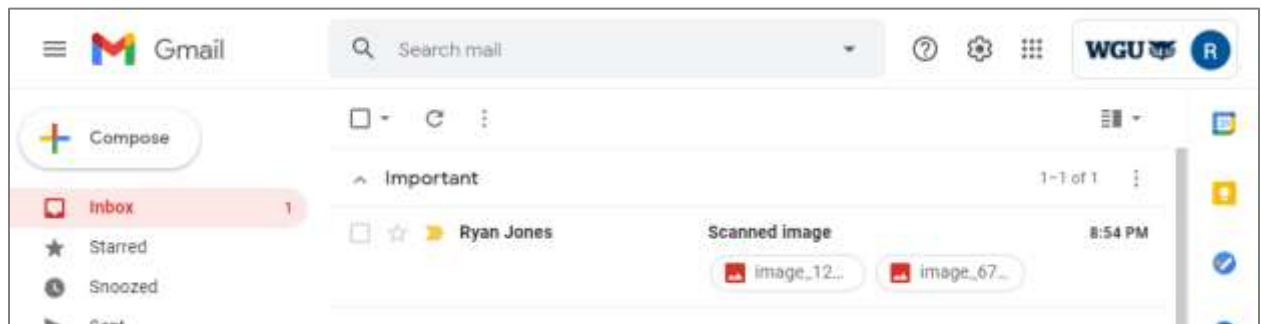 Gmail
Search mail
WGU
R
Compose
Important
1-1 of 1
Inbox
1
Ryan Jones
Scanned image
8:54 PM
Starred
image_12...
image_67...
Snoozed